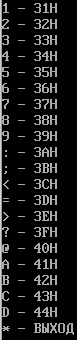 1 - 31H
2 - 32H
3 - 33H
4 - 34H
5 - 35H
6 - 36H
7 - 37H
8 - 38H
9 - 39H
: - 3AH
; - 3BH
< - 3CH
= - 3DH
> - 3EH
? - 3FH
@ - 40H
A - 41H
B - 42H
C - 43H
D - 44H
* - ВЫХОД